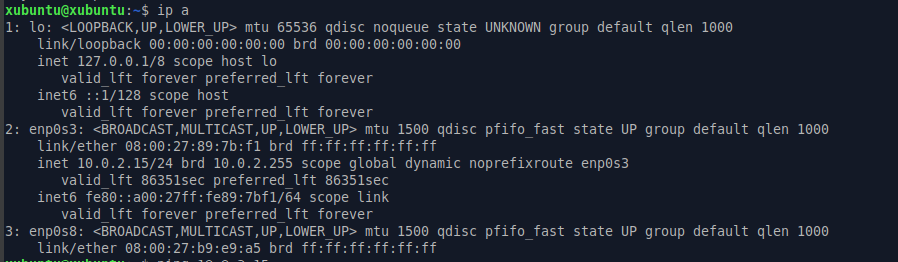 xubuntu@xubuntu:~$ ip a
1: lo: <LOOPBACK,UP,LOWER_UP> mtu 65536 qdisc noqueue state UNKNOWN group default qlen 1000
    link/loopback 00:00:00:00:00:00 brd 00:00:00:00:00:00
    inet 127.0.0.1/8 scope host lo
       valid_lft forever preferred_lft forever
    inet6 ::1/128 scope host
       valid_lft forever preferred_lft forever
2: enp0s3: <BROADCAST,MULTICAST,UP,LOWER_UP> mtu 1500 qdisc pfifo_fast state UP group default qlen 1000
    link/ether 08:00:27:89:7b:f1 brd ff:ff:ff:ff:ff:ff
    inet 10.0.2.15/24 brd 10.0.2.255 scope global dynamic noprefixroute enp0s3
       valid_lft 86351sec preferred_lft 86351sec
    inet6 fe80::a00:27ff:fe89:7bf1/64 scope link
       valid_lft forever preferred_lft forever
3: enp0s8: <BROADCAST,MULTICAST,UP,LOWER_UP> mtu 1500 qdisc pfifo_fast state UP group default qlen 1000
    link/ether 08:00:27:b9:e9:a5 brd ff:ff:ff:ff:ff:ff